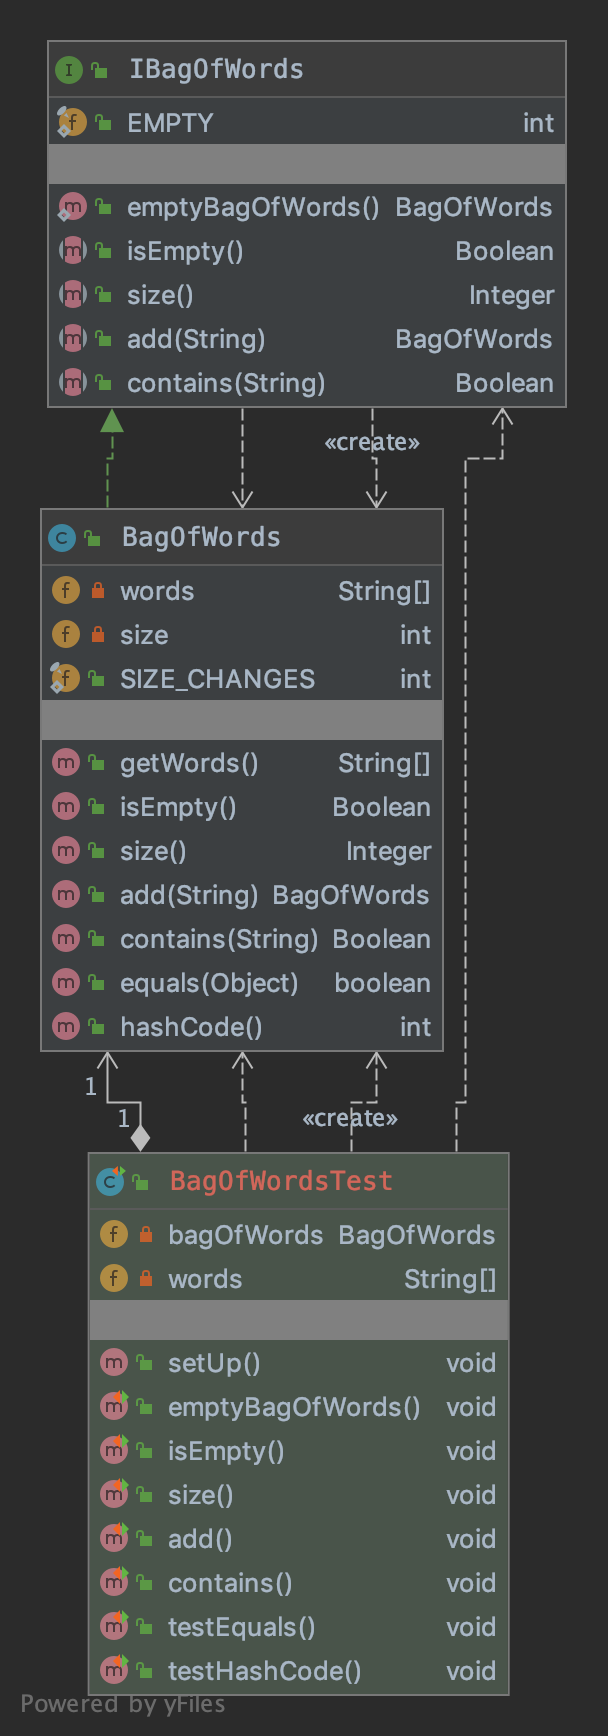 I IBagOfWords
f EMPTY int
m emptyBagOfWords() BagOfWords
m isEmpty() Boolean
m size() Integer
m add(String) BagOfWords
m contains(String) Boolean
«create»
C BagOfWords
f words String[]
f size int
f SIZE_CHANGES int
m getWords() String[]
m isEmpty() Boolean
m size() Integer
m add(String) BagOfWords
m contains(String) Boolean
m equals(Object) boolean
m hashCode() int
1
1 «create»
C BagOfWordsTest
f bagOfWords BagOfWords
f words String[]
m setUp() void
m emptyBagOfWords() void
m isEmpty() void
m size() void
m add() void
m contains() void
m testEquals() void
m testHashCode() void
Powered by yFiles